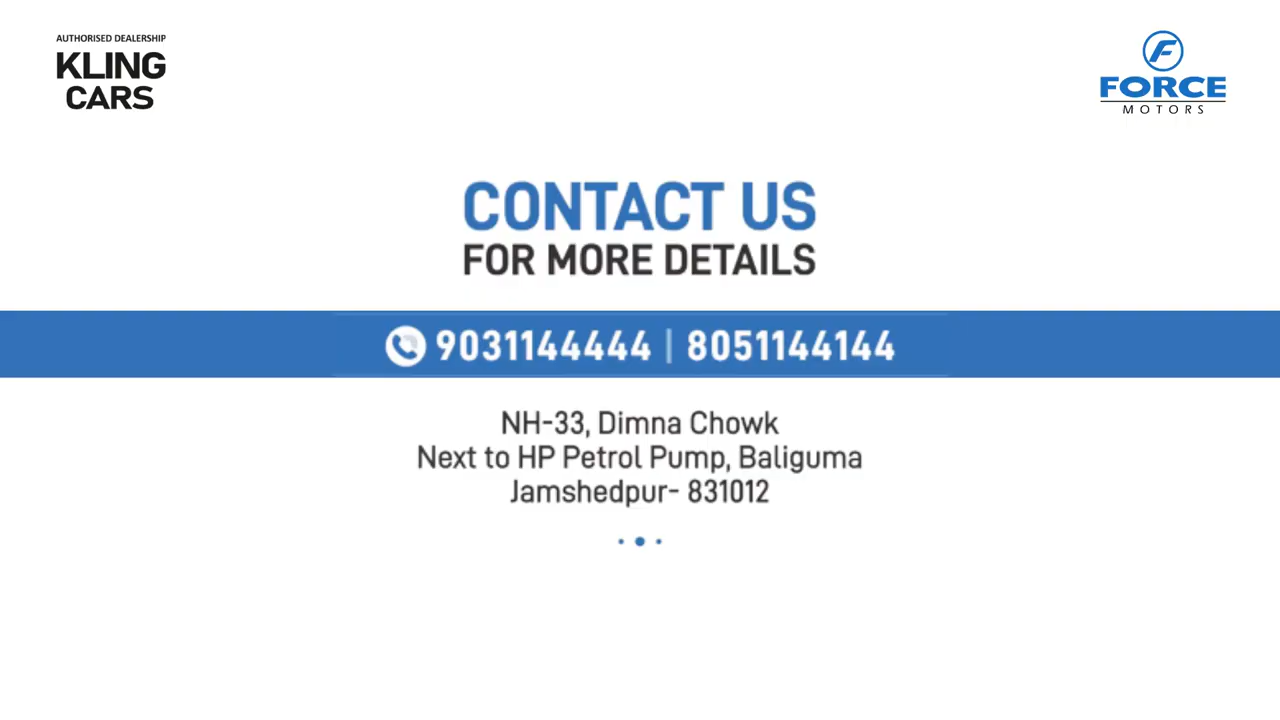 AUTHORISED DEALERSHIP
KLING
CARS
F
FORCE
MOTORS
CONTACT US
FOR MORE DETAILS
9031144444 | 8051144144
NH-33, Dimna Chowk
Next to HP Petrol Pump, Baliguma
Jamshedpur- 831012